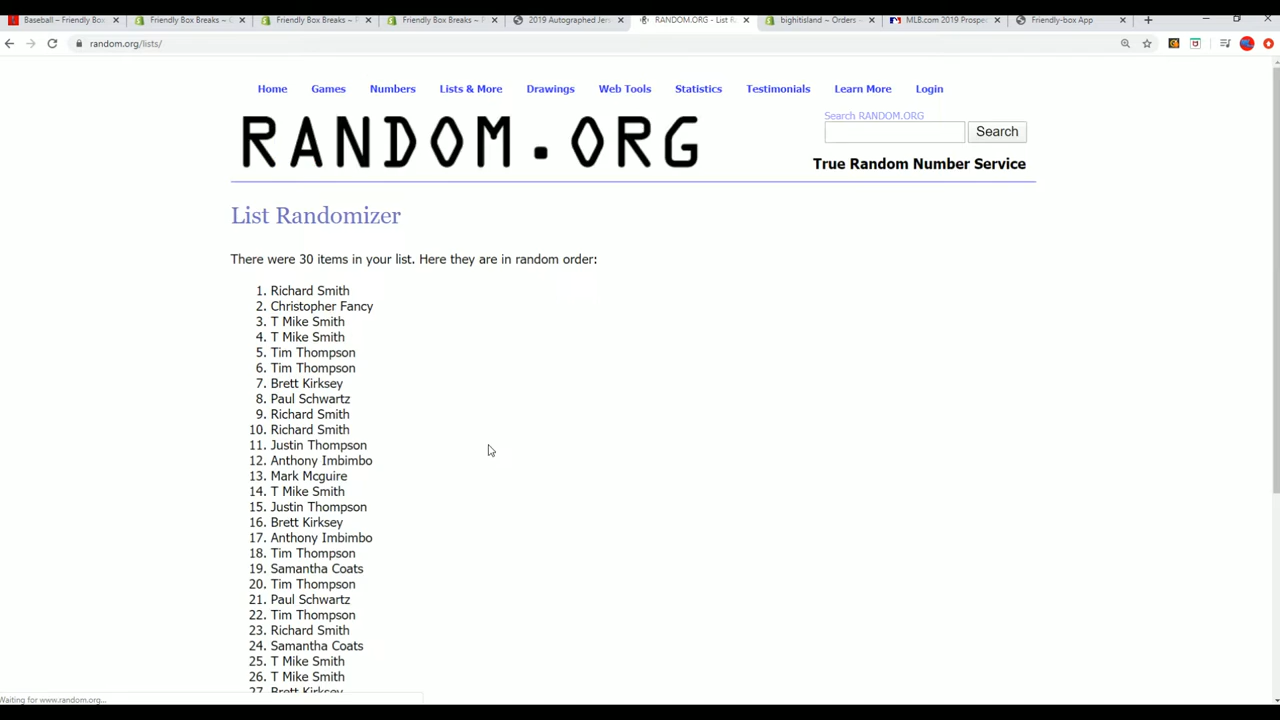 Baseball – Friendly Box B
Friendly Box Breaks ~ C
Friendly Box Breaks ~ F
Friendly Box Breaks ~ F
2019 Autographed Jer
RANDOM.ORG - List R
bighitisland ~ Orders ~
MLB.com 2019 Prospe
Friendly-box App
random.org/lists/
Home Games Numbers Lists & More Drawings Web Tools Statistics Testimonials Learn More Login
RANDOM.ORG
Search RANDOM.ORG
Search
True Random Number Service
List Randomizer
There were 30 items in your list. Here they are in random order:
1. Richard Smith
2. Christopher Fancy
3. T Mike Smith
4. T Mike Smith
5. Tim Thompson
6. Tim Thompson
7. Brett Kirksey
8. Paul Schwartz
9. Richard Smith
10. Richard Smith
11. Justin Thompson
12. Anthony Imbimbo
13. Mark Mcguire
14. T Mike Smith
15. Justin Thompson
16. Brett Kirksey
17. Anthony Imbimbo
18. Tim Thompson
19. Samantha Coats
20. Tim Thompson
21. Paul Schwartz
22. Tim Thompson
23. Richard Smith
24. Samantha Coats
25. T Mike Smith
26. T Mike Smith
27. Brett Kirksey
Waiting for www.random.org...